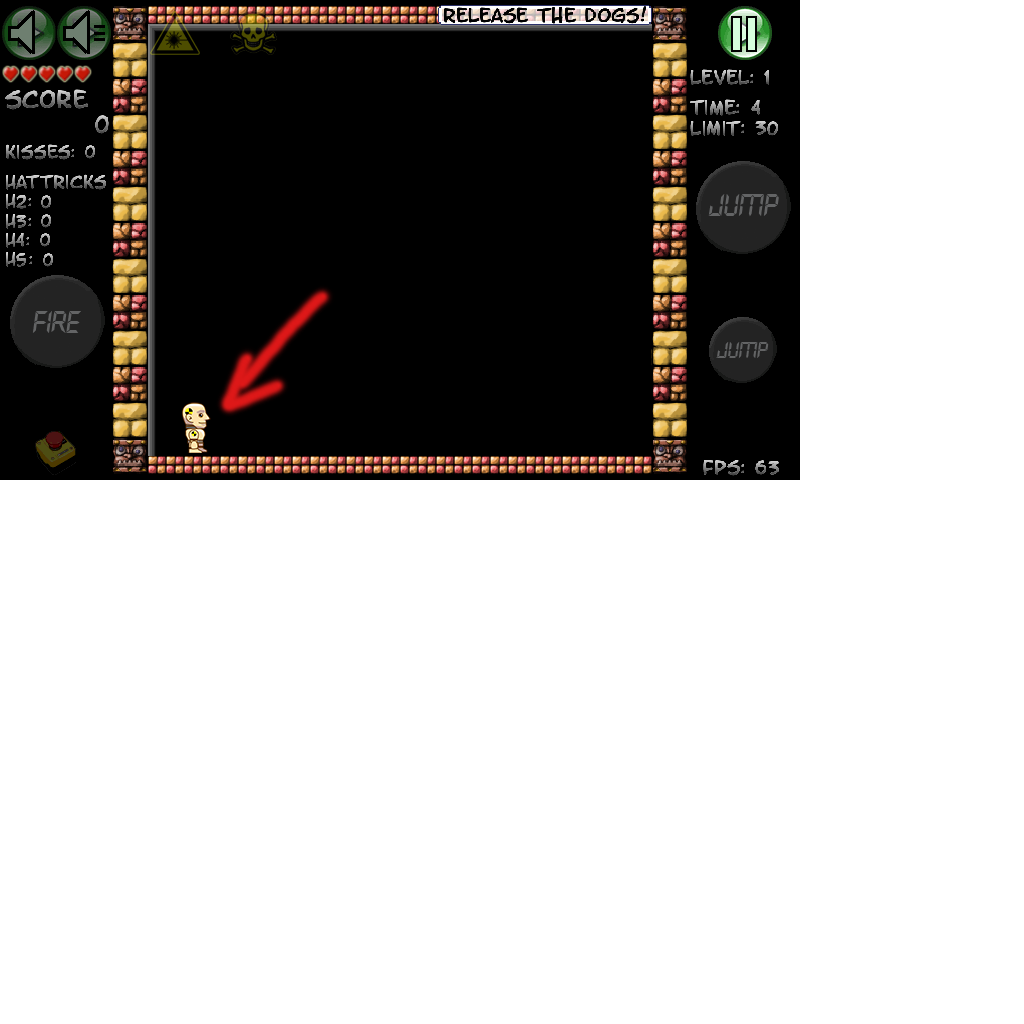 RELEASE THE DOGS!
SCORE
0
KISSES: 0
HATTRICKS
H2: 0
H3: 0
H4: 0
H5: 0
FIRE
LEVEL: 1
TIME: 4
LIMIT: 30
JUMP
JUMP
FPS: 63